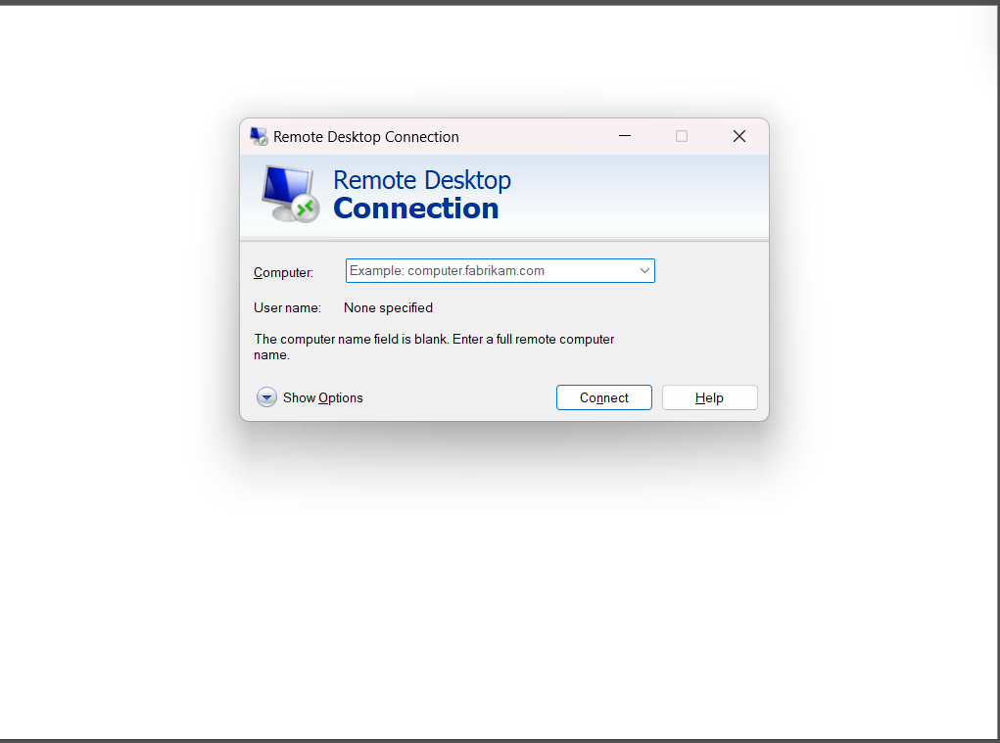 Remote Desktop Connection
Remote Desktop
Connection
Computer: Example: computer.fabrikam.com
User name: None specified
The computer name field is blank. Enter a full remote computer
name.
Show Options Connect Help